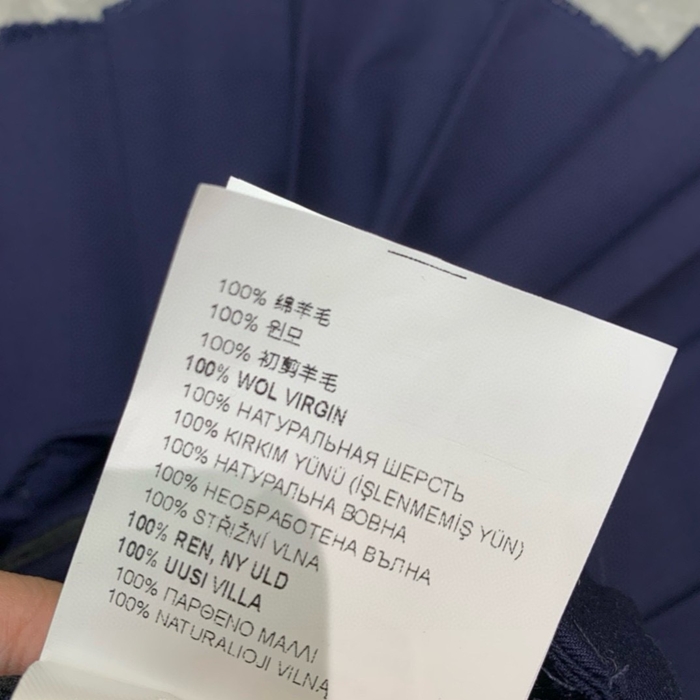 100% 绵羊毛
100% 원모
100% 初剪羊毛
100% WOL VIRGIN
100% НАТУРАЛЬНАЯ ШЕРСТЬ
100% KIRKIM YÜNÜ (İŞLENMEMİŞ YÜN)
100% НАТУРАЛЬНА ВОВНА
100% НЕОБРАБОТЕНА ВЪЛНА
100% STŘIŽNÍ VLNA
100% REN, NY ULD
100% UUSI VILLA
100% ΠΑΡΘΕΝΟ ΜΑΛΛΙ
100% NATURALIOJI VILNA